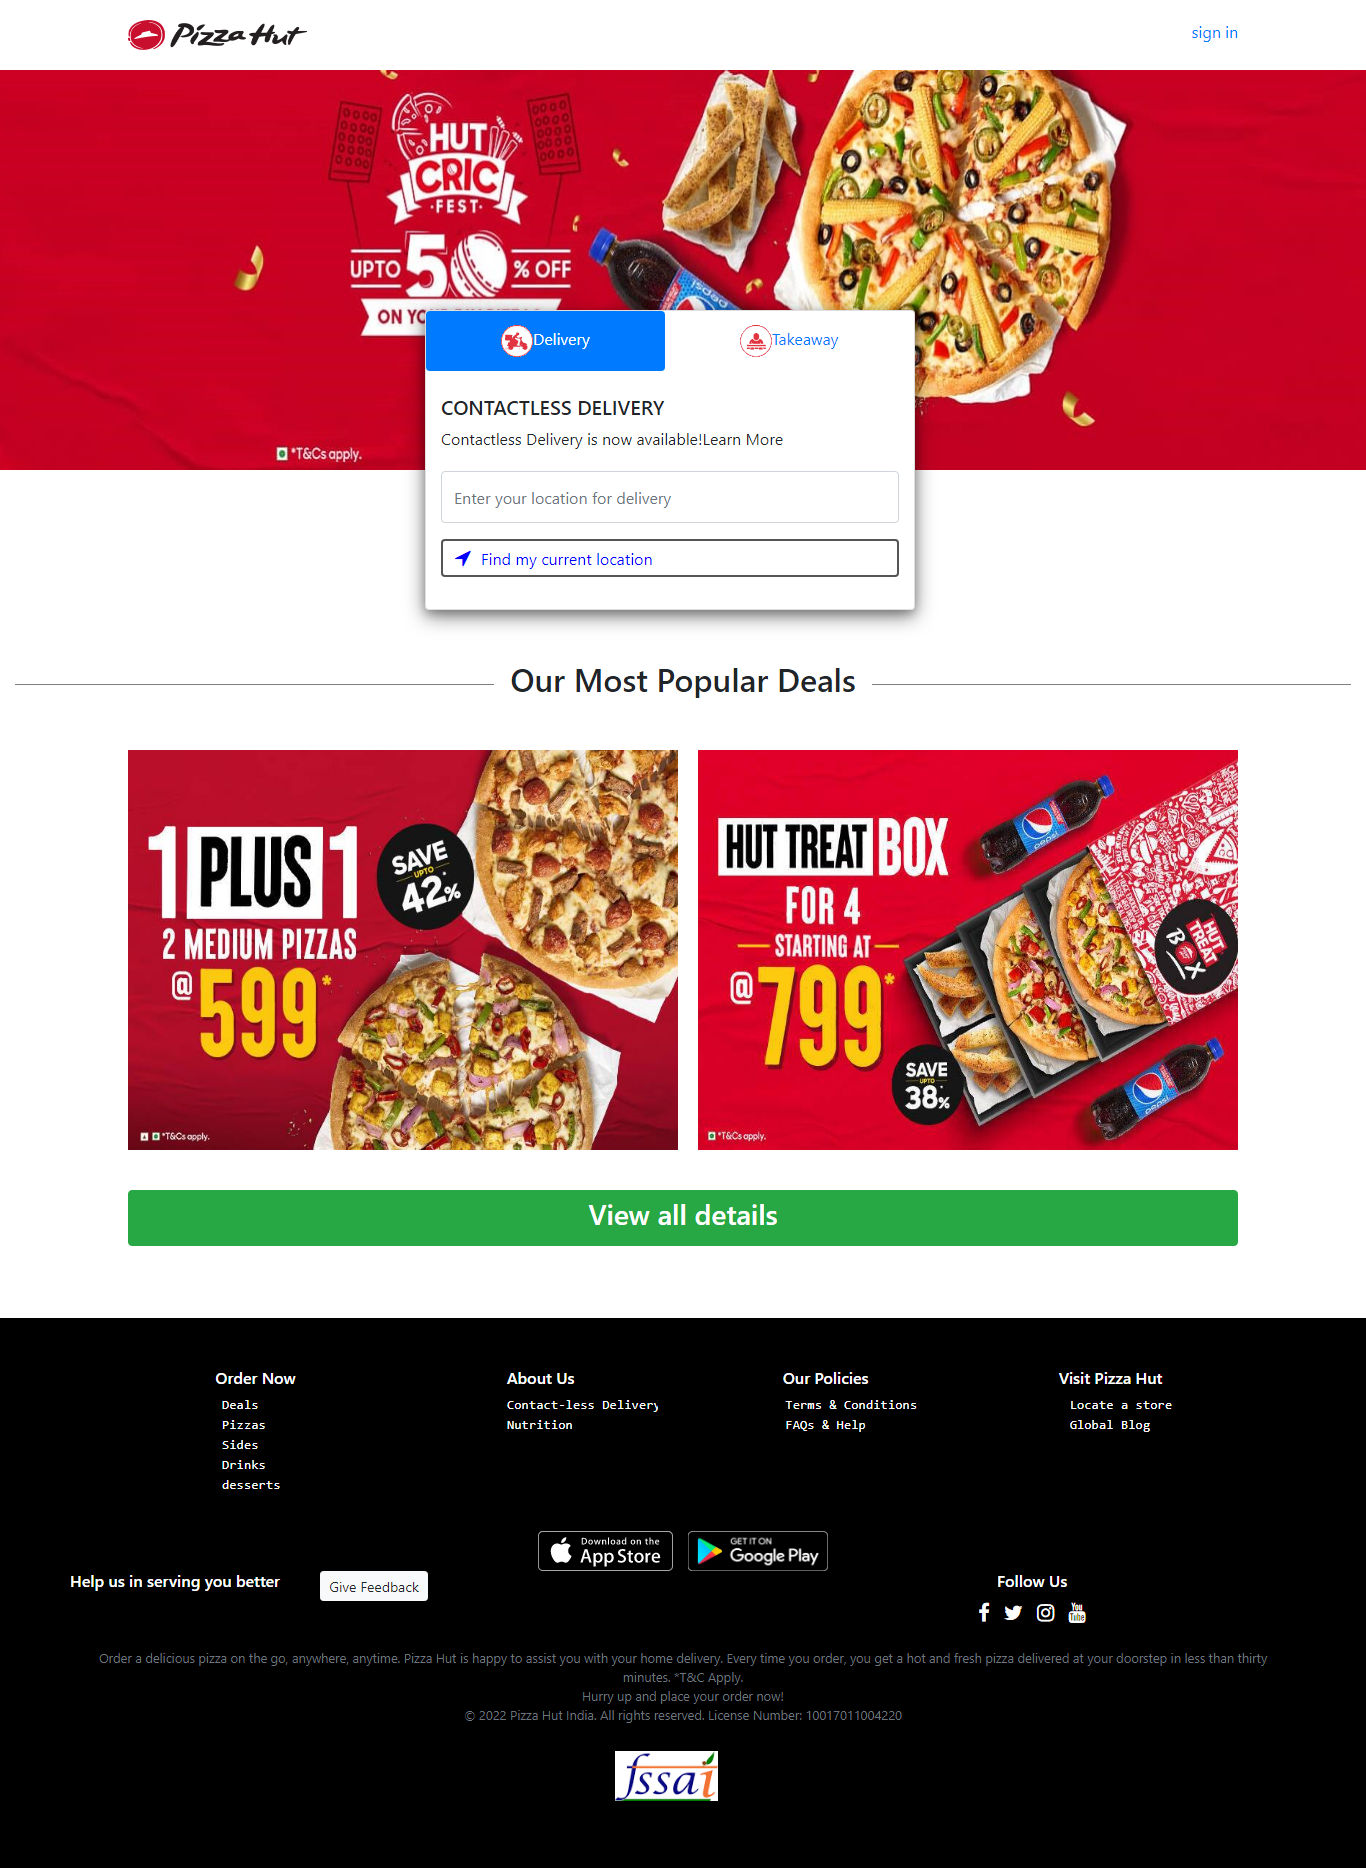 Pizza Hut
sign in
HUT
CRIC
·FEST·
UPTO 50% OFF
ON
*T&Cs apply.
pepsi
Delivery
Takeaway
CONTACTLESS DELIVERY
Contactless Delivery is now available!Learn More
Enter your location for delivery
Find my current location
Our Most Popular Deals
1 PLUS 1
2 MEDIUM PIZZAS
@599*
SAVE
UPTO
42%
*T&Cs apply.
HUT TREAT BOX
FOR 4
STARTING AT
@799*
SAVE
UPTO
38%
*T&Cs apply.
pepsi
HUT
TREAT
BOX
pepsi
View all details
Order Now
Deals
Pizzas
Sides
Drinks
desserts
About Us
Contact-less Delivery
Nutrition
Our Policies
Terms & Conditions
FAQs & Help
Visit Pizza Hut
Locate a store
Global Blog
Download on the
App Store
GET IT ON
Google Play
Help us in serving you better
Give Feedback
Follow Us
You
Tube
Order a delicious pizza on the go, anywhere, anytime. Pizza Hut is happy to assist you with your home delivery. Every time you order, you get a hot and fresh pizza delivered at your doorstep in less than thirty
minutes. *T&C Apply.
Hurry up and place your order now!
© 2022 Pizza Hut India. All rights reserved. License Number: 10017011004220
fssai